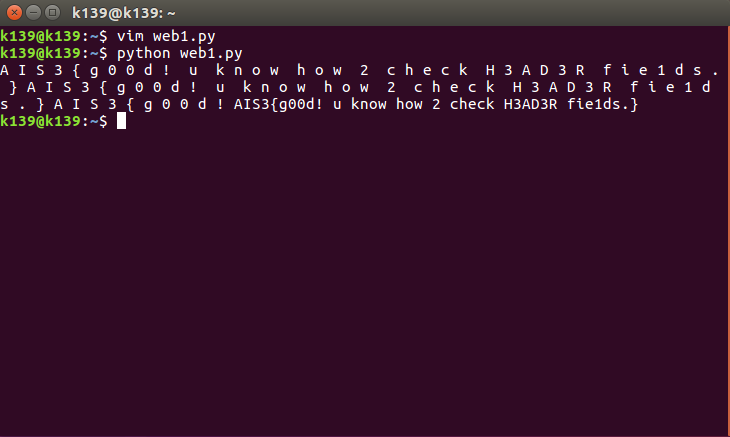 k139@k139: ~
k139@k139:~$ vim web1.py
k139@k139:~$ python web1.py
A I S 3 { g 0 0 d !  u  k n o w  h o w  2  c h e c k  H 3 A D 3 R  f i e 1 d s .
 } A I S 3 { g 0 0 d !  u  k n o w  h o w  2  c h e c k  H 3 A D 3 R  f i e 1 d
s . } A I S 3 { g 0 0 d ! AIS3{g00d! u know how 2 check H3AD3R fie1ds.}
k139@k139:~$